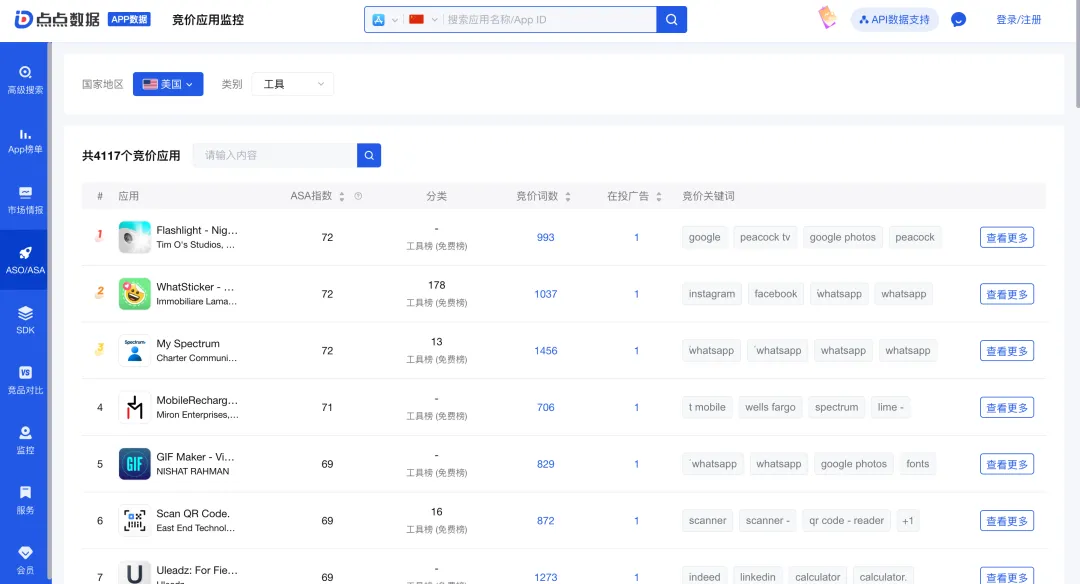 点点数据 APP数据 竞价应用监控 搜索应用名称/App ID API数据支持 登录/注册
高级搜索
App榜单
市场情报
ASO/ASA
SDK
VS
竞品对比
监控
服务
会员
国家地区 美国 类别 工具
共4117个竞价应用 请输入内容
# 应用 ASA指数 分类 竞价词数 在投广告 竞价关键词
1 Flashlight - Nig... 72 - 993 1 google peacock tv google photos peacock 查看更多
Tim O's Studios, ... 工具榜 (免费榜)
2 WhatSticker - ... 72 178 1037 1 instagram facebook whatsapp whatsapp 查看更多
Immobiliare Lama... 工具榜 (免费榜)
3 Spectrum My Spectrum 72 13 1456 1 whatsapp `whatsapp whatsapp whatsapp 查看更多
Charter Communi... 工具榜 (免费榜)
4 MobileRecharg... 71 - 706 1 t mobile wells fargo spectrum lime - 查看更多
Miron Enterprises,... 工具榜 (免费榜)
5 GIF GIF Maker - Vi... 69 - 829 1 `whatsapp whatsapp google photos fonts 查看更多
NISHAT RAHMAN 工具榜 (免费榜)
6 Scan QR Code. 69 16 872 1 scanner scanner - qr code - reader +1 查看更多
East End Technol... 工具榜 (免费榜)
7 U Uleadz: For Fie... 69 - 1273 1 indeed linkedin calculator calculator. 查看更多